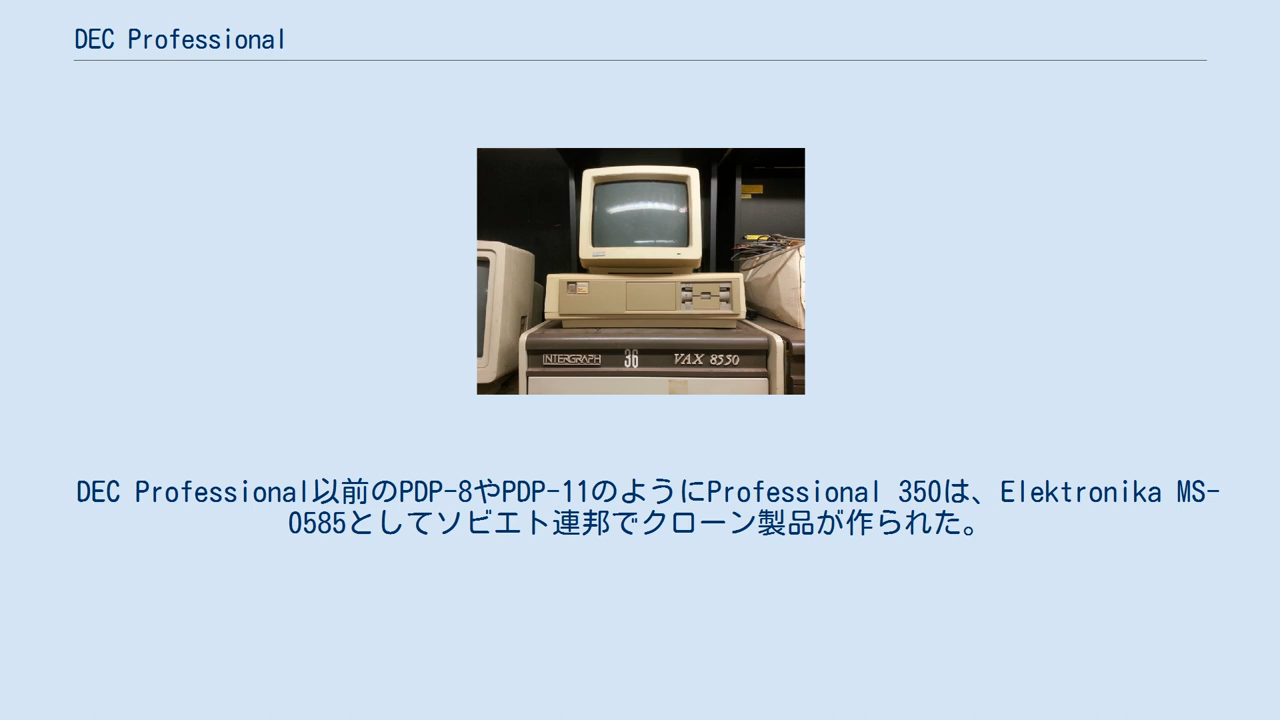 DEC Professional
INTERGRAPH 36 VAX 8550
DEC Professional以前のPDP-8やPDP-11のようにProfessional 350は、Elektronika MS-
0585としてソビエト連邦でクローン製品が作られた。